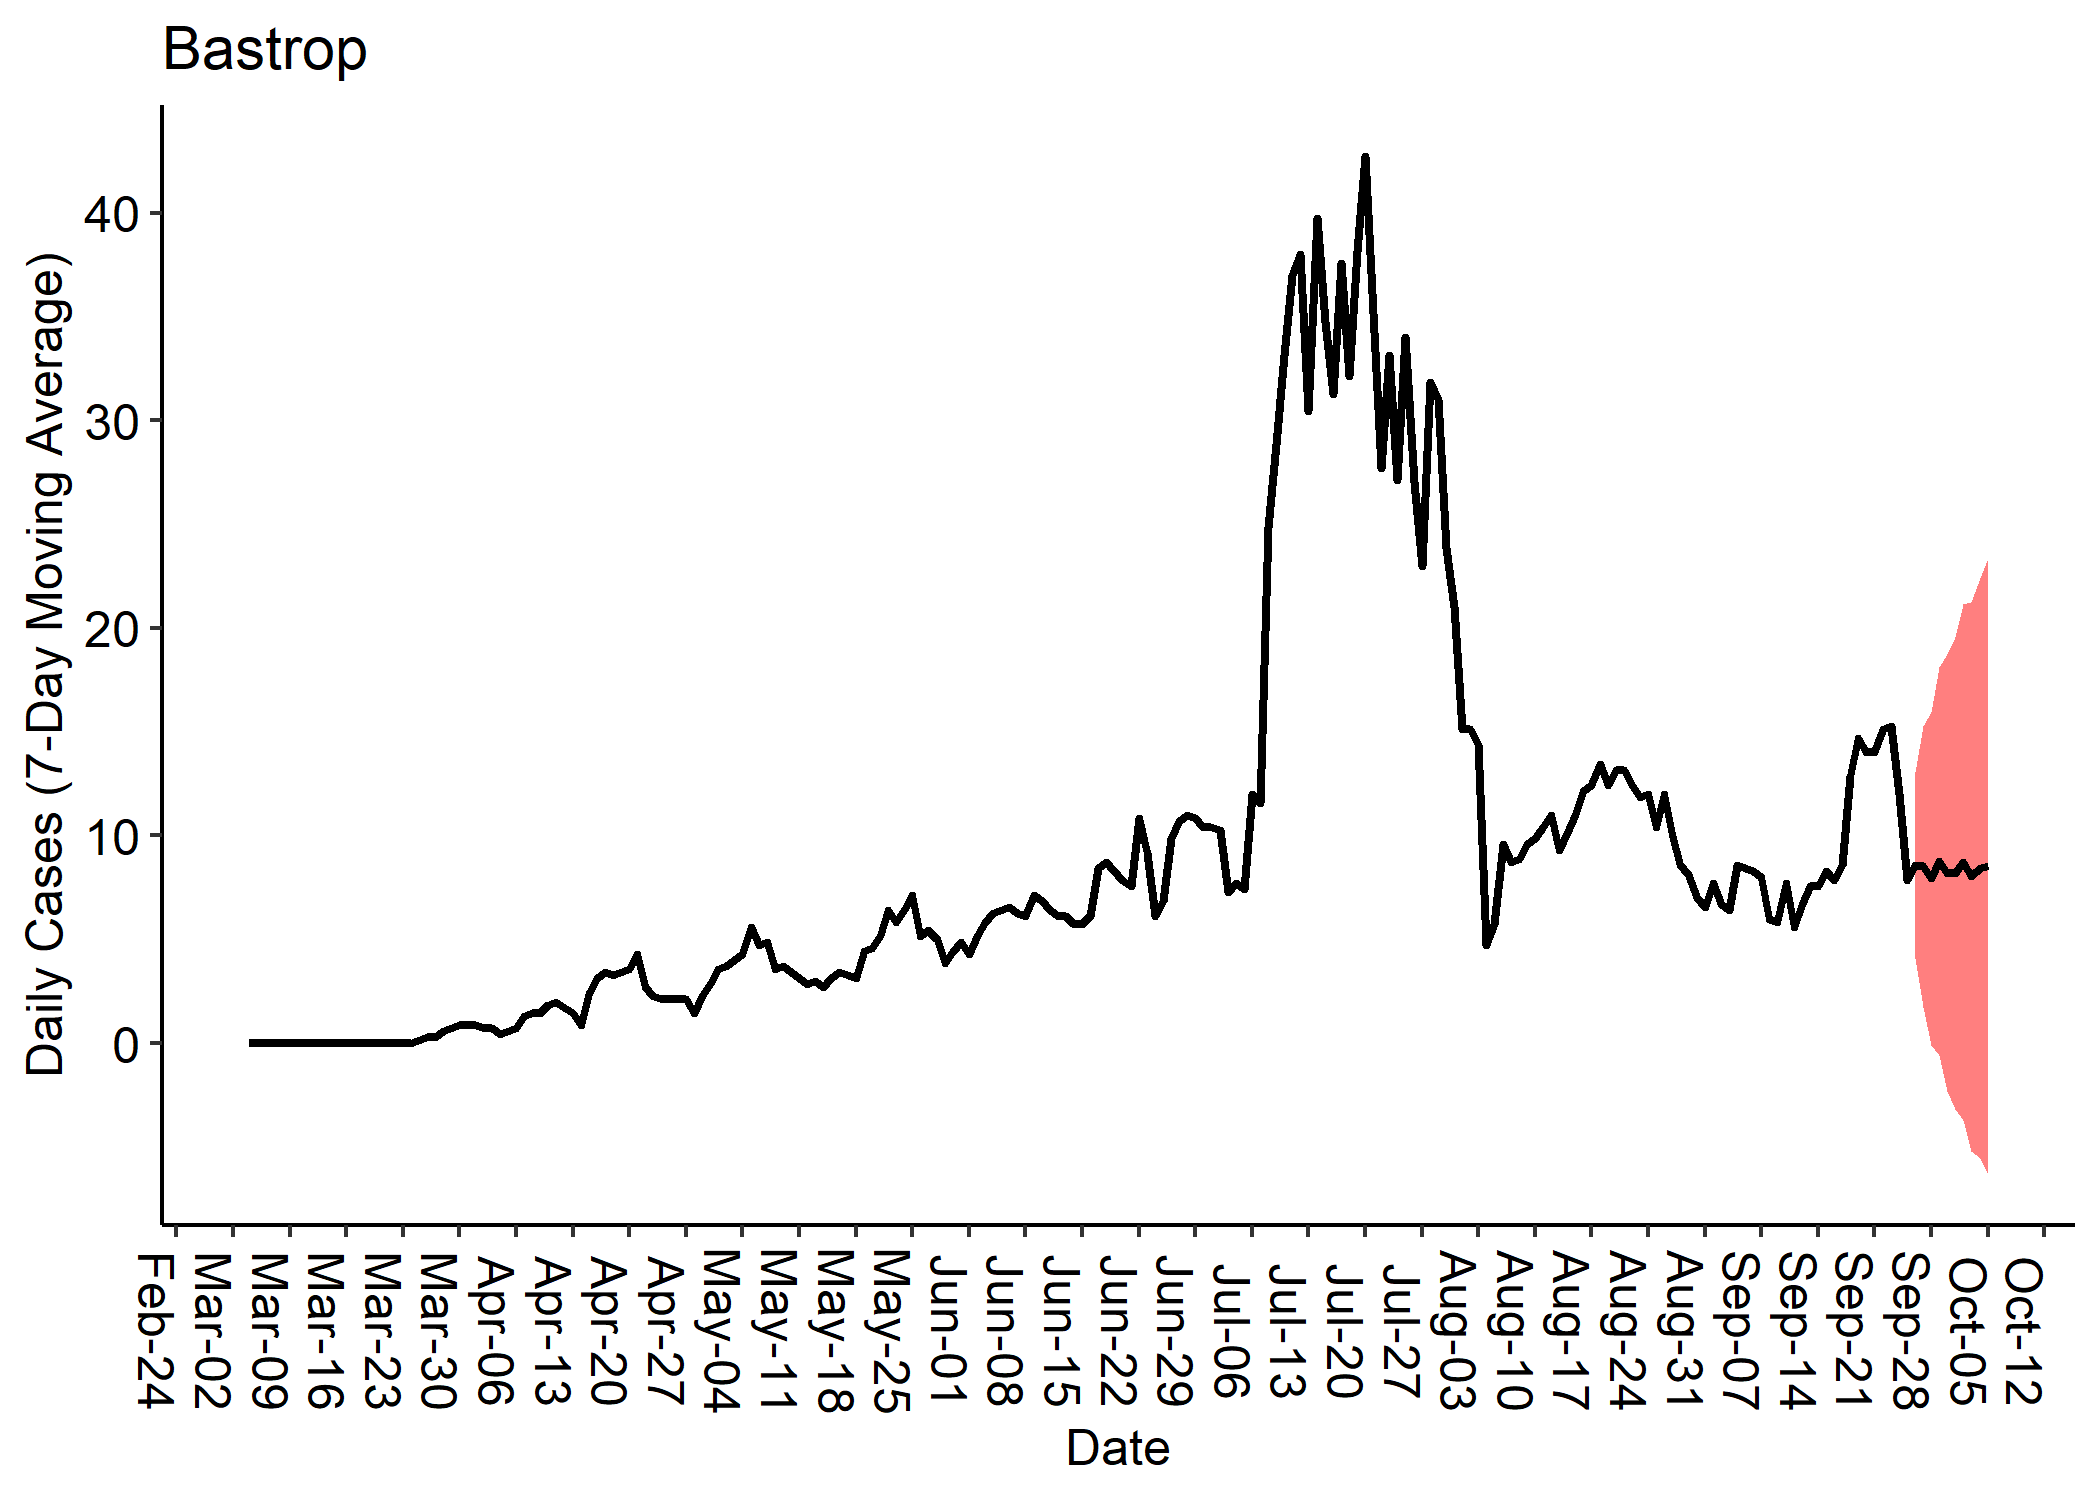 Bastrop
Daily Cases (7-Day Moving Average)
40
30
20
10
0
Feb-24
Mar-02
Mar-09
Mar-16
Mar-23
Mar-30
Apr-06
Apr-13
Apr-20
Apr-27
May-04
May-11
May-18
May-25
Jun-01
Jun-08
Jun-15
Jun-22
Jun-29
Jul-06
Jul-13
Jul-20
Jul-27
Aug-03
Aug-10
Aug-17
Aug-24
Aug-31
Sep-07
Sep-14
Sep-21
Sep-28
Oct-05
Oct-12
Date